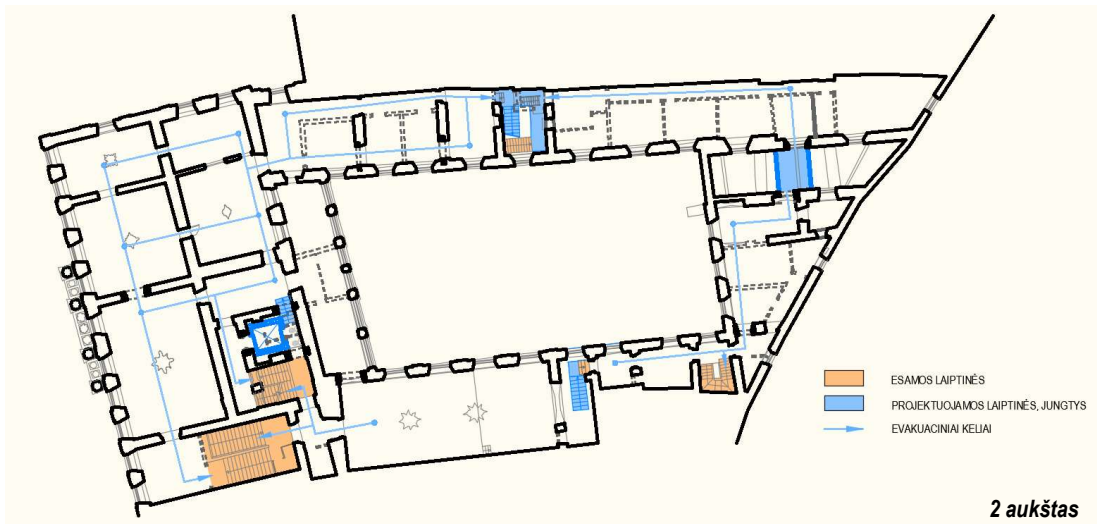 ESAMOS LAIPTINĖS
PROJEKTUOJAMOS LAIPTINĖS, JUNGTYS
EVAKUACINIAI KELIAI
2 aukštas